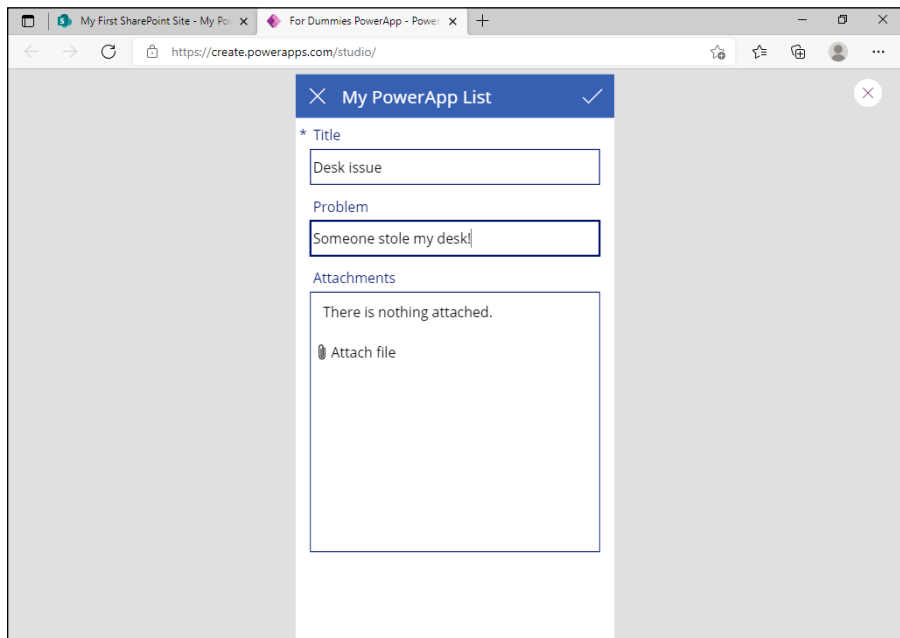 My First SharePoint Site - My Po
For Dummies PowerApp - Power
https://create.powerapps.com/studio/
My PowerApp List
* Title
Desk issue
Problem
Someone stole my desk!
Attachments
There is nothing attached.
Attach file